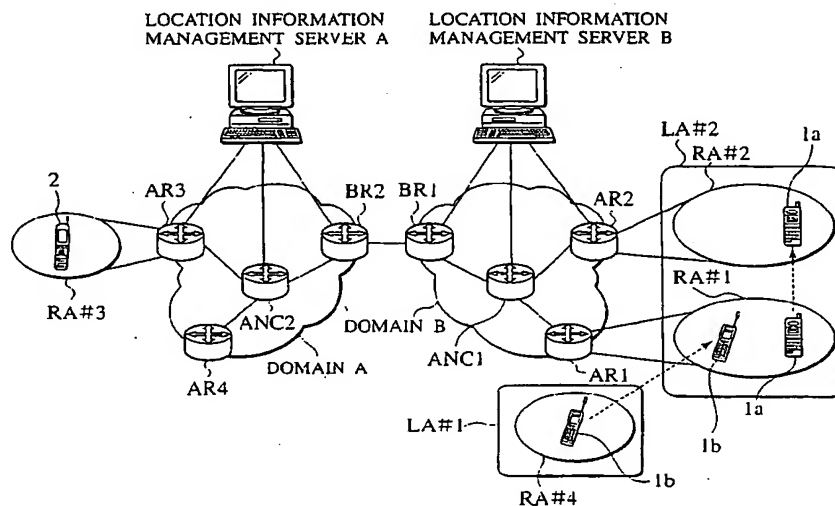 LOCATION INFORMATION
MANAGEMENT SERVER A
LOCATION INFORMATION
MANAGEMENT SERVER B
LA#2
RA#2
1a
2
AR3
BR2
BR1
AR2
RA#1
RA#3
ANC2
DOMAIN B
ANC1
AR4
DOMAIN A
AR1
1b
1a
LA#1
1b
RA#4